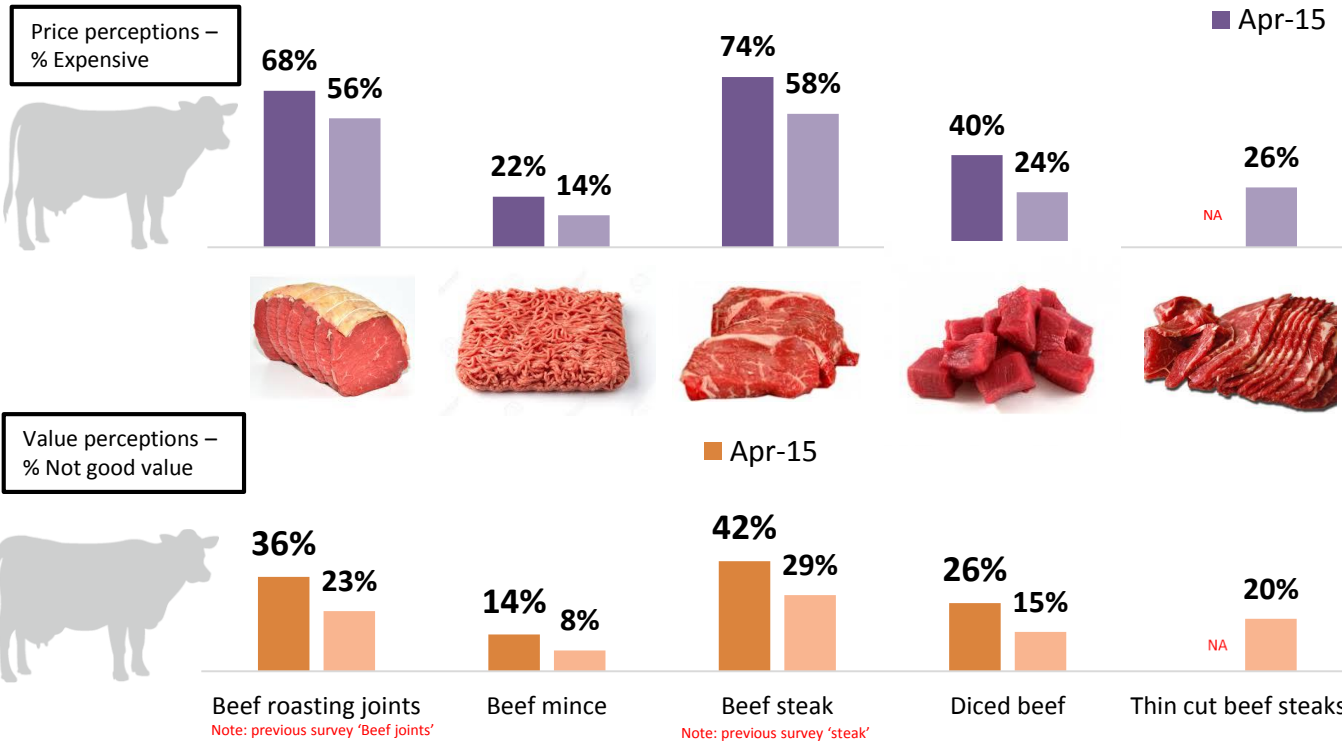 Price perceptions –
% Expensive
Apr-15
68%
56%
22%
14%
74%
58%
40%
24%
NA
26%
Value perceptions –
% Not good value
Apr-15
36%
23%
14%
8%
42%
29%
26%
15%
NA
20%
Beef roasting joints
Note: previous survey ‘Beef joints’
Beef mince
Beef steak
Note: previous survey ‘steak’
Diced beef
Thin cut beef steaks